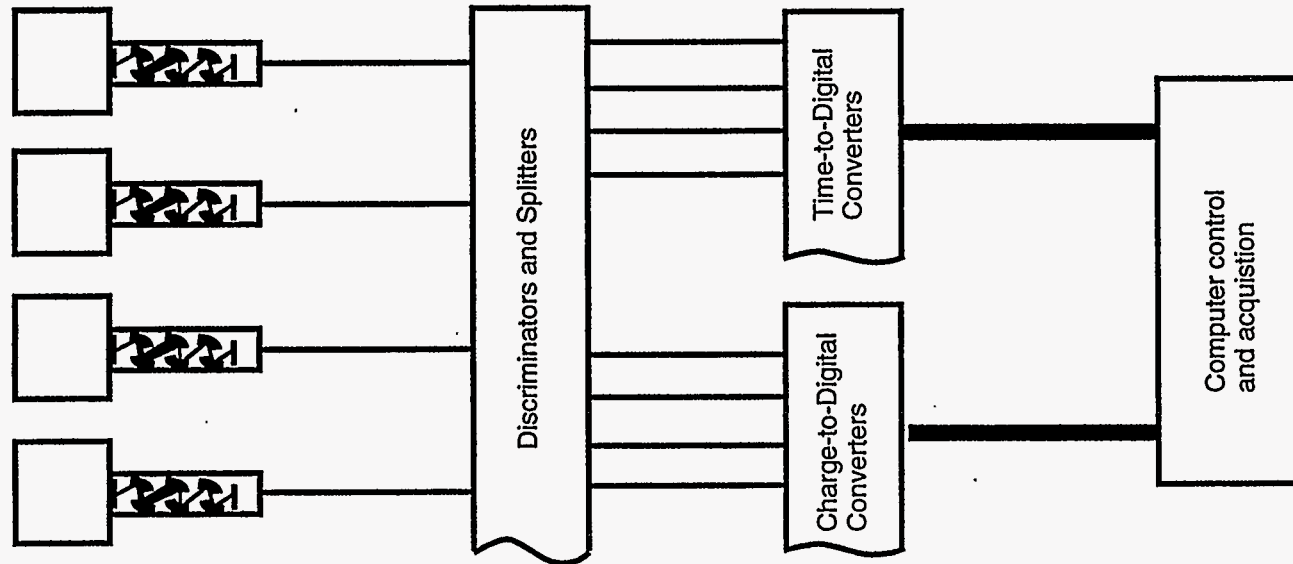 Discriminators and Splitters
Time-to-Digital
Converters
Charge-to-Digital
Converters
Computer control
and acquistion